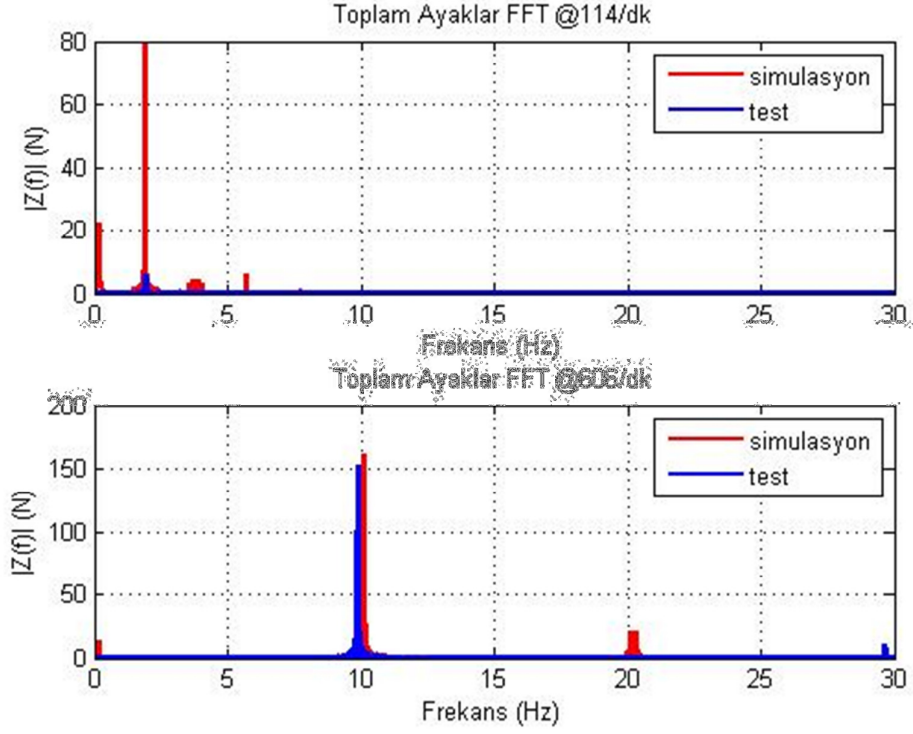 Toplam Ayaklar FFT @114/dk
80
60
40
20
0
|Z(f)| (N)
simulasyon
test
0 5 10 15 20 25 30
Frekans (Hz)
Toplam Ayaklar FFT @606/dk
200
150
100
50
0
|Z(f)| (N)
simulasyon
test
0 5 10 15 20 25 30
Frekans (Hz)